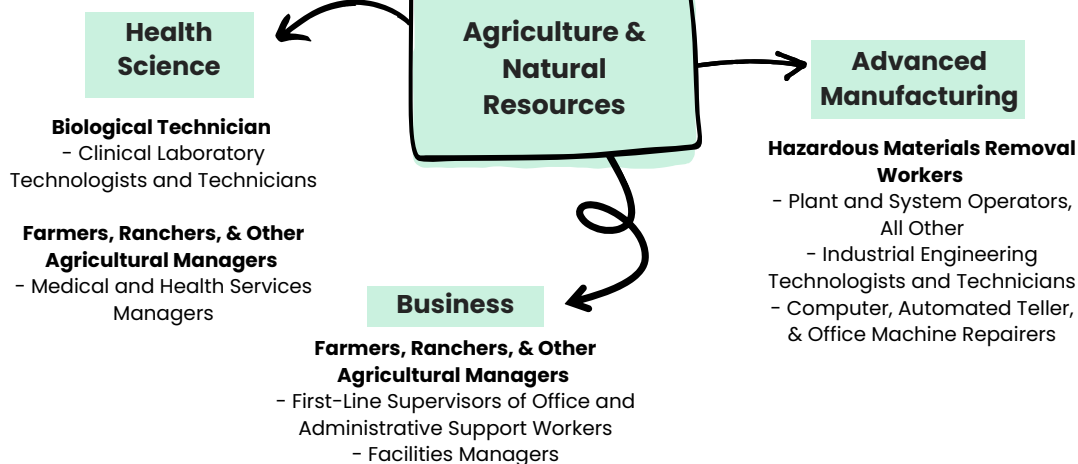 Agriculture &
Natural
Resources
Health
Science
Biological Technician
- Clinical Laboratory
Technologists and Technicians
Farmers, Ranchers, & Other
Agricultural Managers
- Medical and Health Services
Managers
Business
Farmers, Ranchers, & Other
Agricultural Managers
- First-Line Supervisors of Office and
Administrative Support Workers
- Facilities Managers
Advanced
Manufacturing
Hazardous Materials Removal
Workers
- Plant and System Operators,
All Other
- Industrial Engineering
Technologists and Technicians
- Computer, Automated Teller,
& Office Machine Repairers